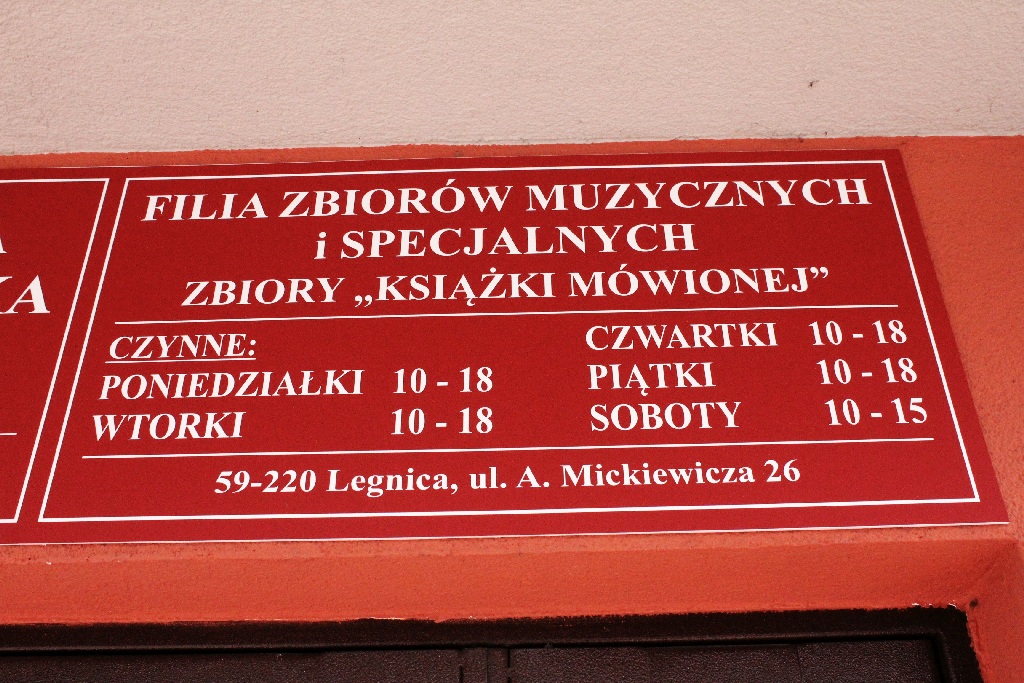 FILIA ZBIORÓW MUZYCZNYCH
i SPECJALNYCH
ZBIORY „KSIĄŻKI MÓWIONEJ”
CZYNNE:
PONIEDZIAŁKI 10 - 18
WTORKI 10 - 18
CZWARTKI 10 - 18
PIĄTKI 10 - 18
SOBOTY 10 - 15
59-220 Legnica, ul. A. Mickiewicza 26